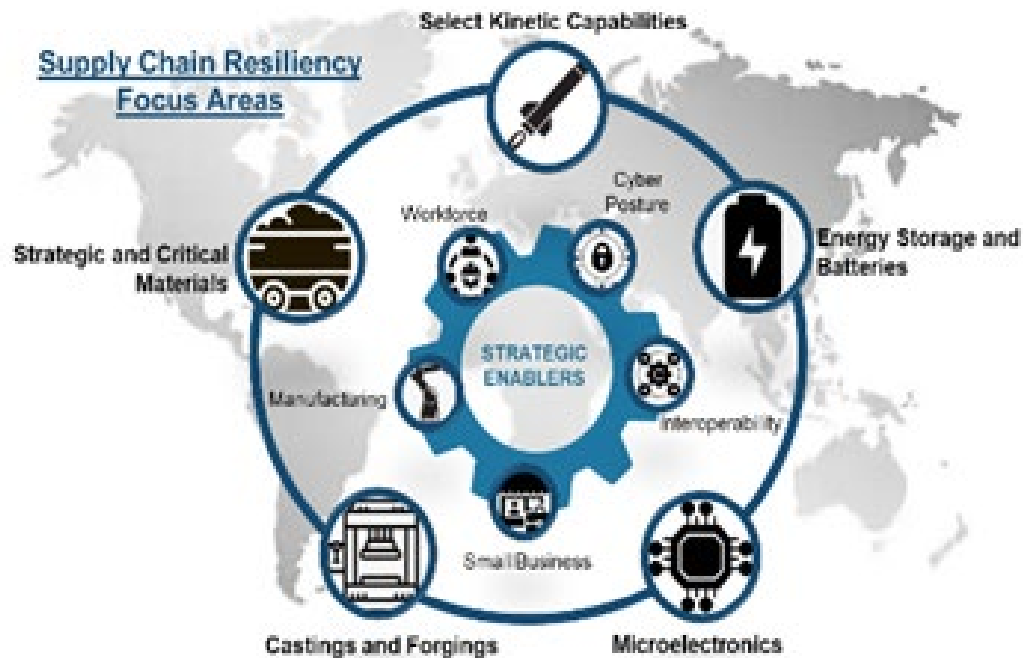 Select Kinetic Capabilities
Supply Chain Resiliency
Focus Areas
Cyber
Posture
Workforce
Strategic and Critical
Materials
Energy Storage and
Batteries
STRATEGIC
ENABLERS
Manufacturing
Interoperability
Small Business
Castings and Forgings
Microelectronics